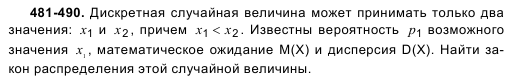 481-490. Дискретная случайная величина может принимать только два
значения: x₁ и x₂, причем x₁ < x₂. Известны вероятность p₁ возможного
значения xᵢ, математическое ожидание M(X) и дисперсия D(X). Найти за-
кон распределения этой случайной величины.